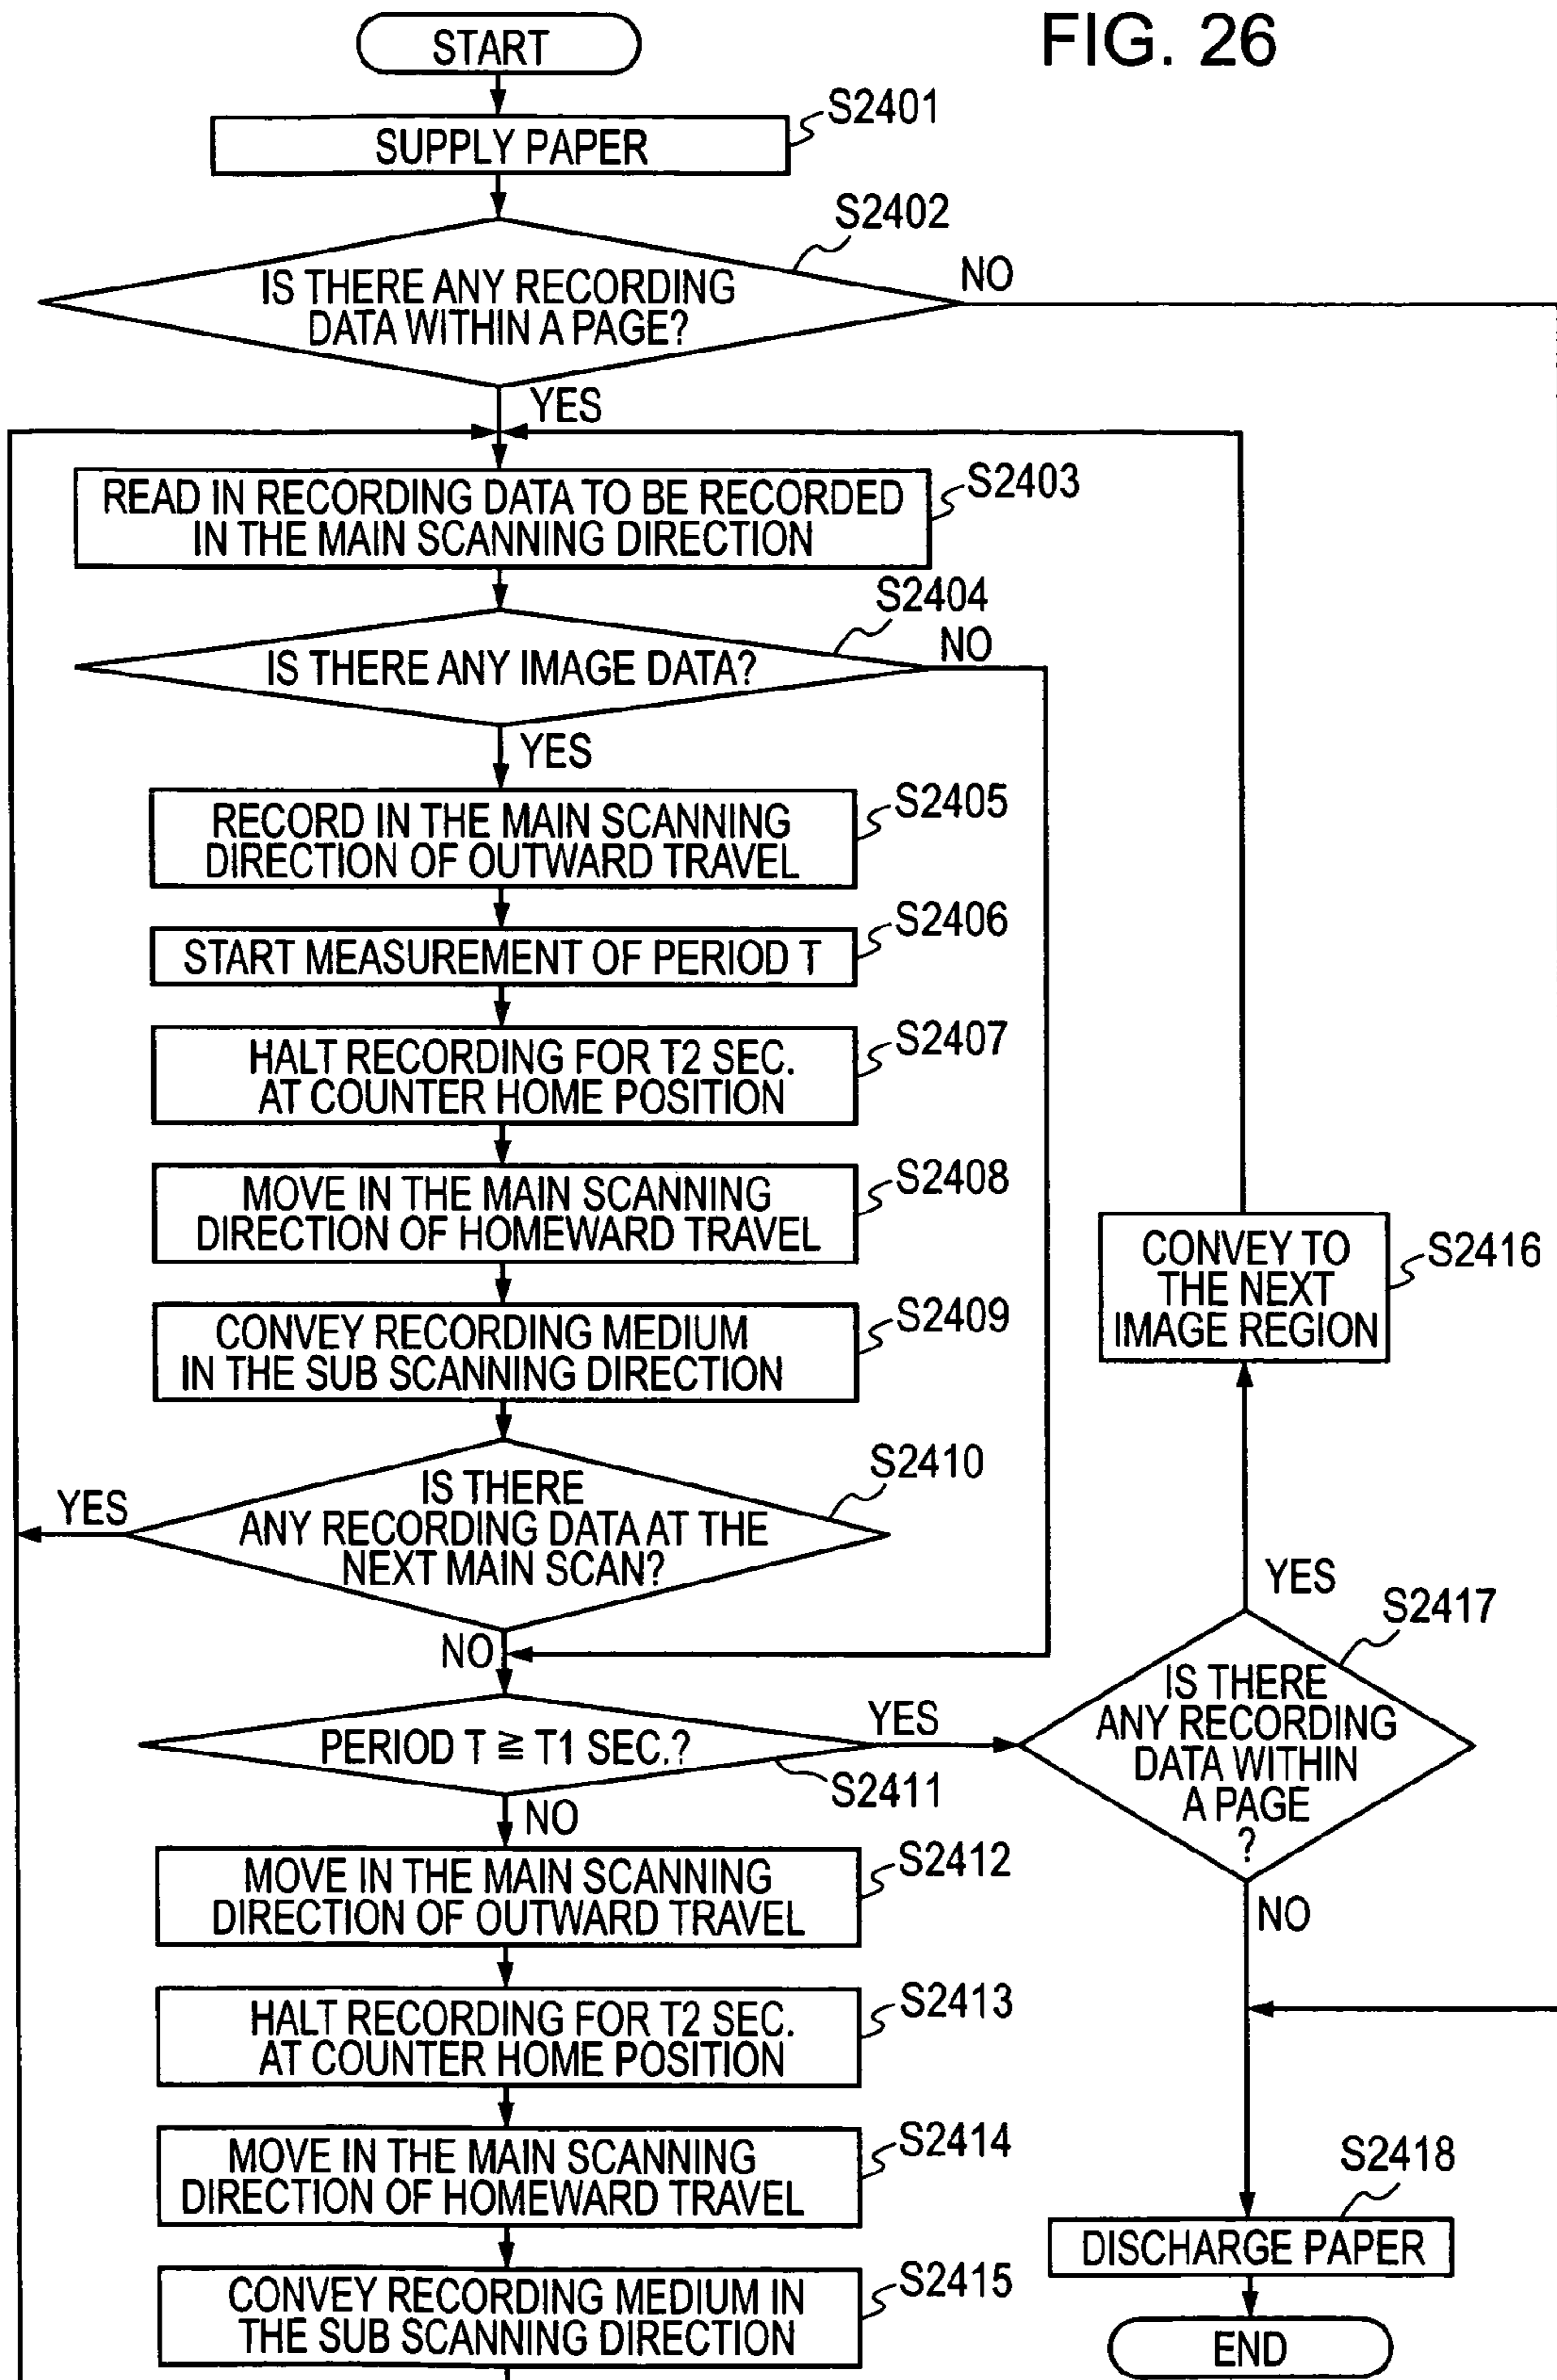 FIG. 26
START
S2401
SUPPLY PAPER
S2402
IS THERE ANY RECORDING
DATA WITHIN A PAGE?
NO
YES
S2403
READ IN RECORDING DATA TO BE RECORDED
IN THE MAIN SCANNING DIRECTION
S2404
IS THERE ANY IMAGE DATA?
NO
YES
S2405
RECORD IN THE MAIN SCANNING
DIRECTION OF OUTWARD TRAVEL
S2406
START MEASUREMENT OF PERIOD T
S2407
HALT RECORDING FOR T2 SEC.
AT COUNTER HOME POSITION
S2408
MOVE IN THE MAIN SCANNING
DIRECTION OF HOMEWARD TRAVEL
S2409
CONVEY RECORDING MEDIUM
IN THE SUB SCANNING DIRECTION
S2410
IS THERE
ANY RECORDING DATA AT THE
NEXT MAIN SCAN?
YES
NO
PERIOD T ≧ T1 SEC.?
YES
S2411
NO
S2412
MOVE IN THE MAIN SCANNING
DIRECTION OF OUTWARD TRAVEL
S2413
HALT RECORDING FOR T2 SEC.
AT COUNTER HOME POSITION
S2414
MOVE IN THE MAIN SCANNING
DIRECTION OF HOMEWARD TRAVEL
S2415
CONVEY RECORDING MEDIUM IN
THE SUB SCANNING DIRECTION
CONVEY TO
THE NEXT
IMAGE REGION
S2416
YES
S2417
IS THERE
ANY RECORDING
DATA WITHIN
A PAGE
?
NO
S2418
DISCHARGE PAPER
END